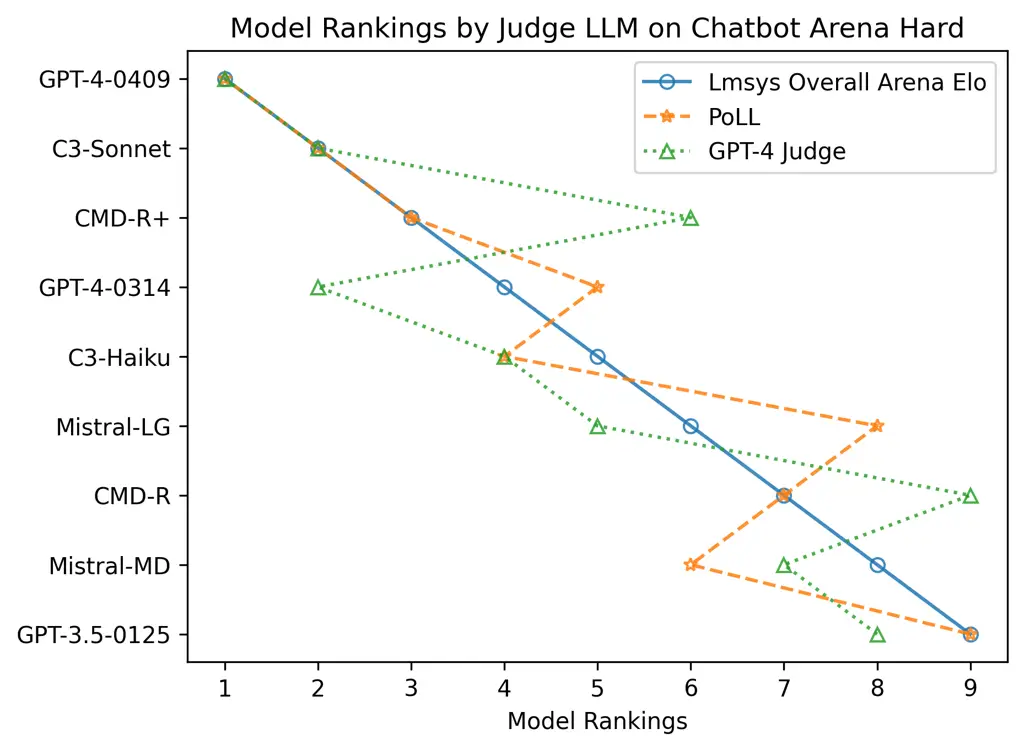 Model Rankings by Judge LLM on Chatbot Arena Hard
Lmsys Overall Arena Elo
PoLL
GPT-4 Judge
GPT-4-0409
C3-Sonnet
CMD-R+
GPT-4-0314
C3-Haiku
Mistral-LG
CMD-R
Mistral-MD
GPT-3.5-0125
1 2 3 4 5 6 7 8 9
Model Rankings